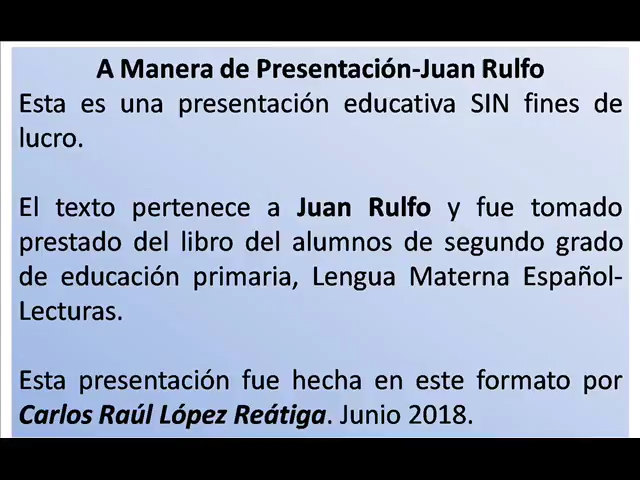 A Manera de Presentación-Juan Rulfo
Esta es una presentación educativa SIN fines de
lucro.
El texto pertenece a Juan Rulfo y fue tomado
prestado del libro del alumnos de segundo grado
de educación primaria, Lengua Materna Español-
Lecturas.
Esta presentación fue hecha en este formato por
Carlos Raúl López Reátiga. Junio 2018.